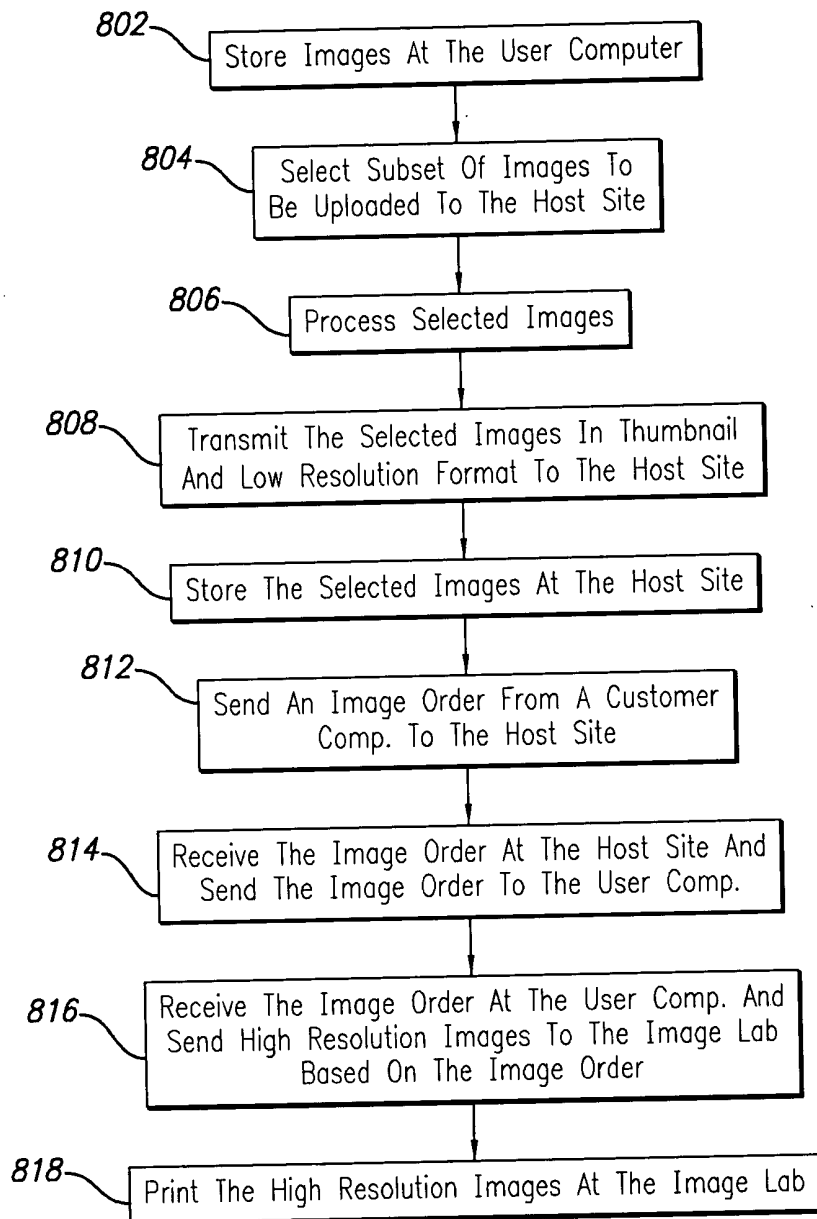 802
Store Images At The User Computer
804
Select Subset Of Images To
Be Uploaded To The Host Site
806
Process Selected Images
808
Transmit The Selected Images In Thumbnail
And Low Resolution Format To The Host Site
810
Store The Selected Images At The Host Site
812
Send An Image Order From A Customer
Comp. To The Host Site
814
Receive The Image Order At The Host Site And
Send The Image Order To The User Comp.
816
Receive The Image Order At The User Comp. And
Send High Resolution Images To The Image Lab
Based On The Image Order
818
Print The High Resolution Images At The Image Lab